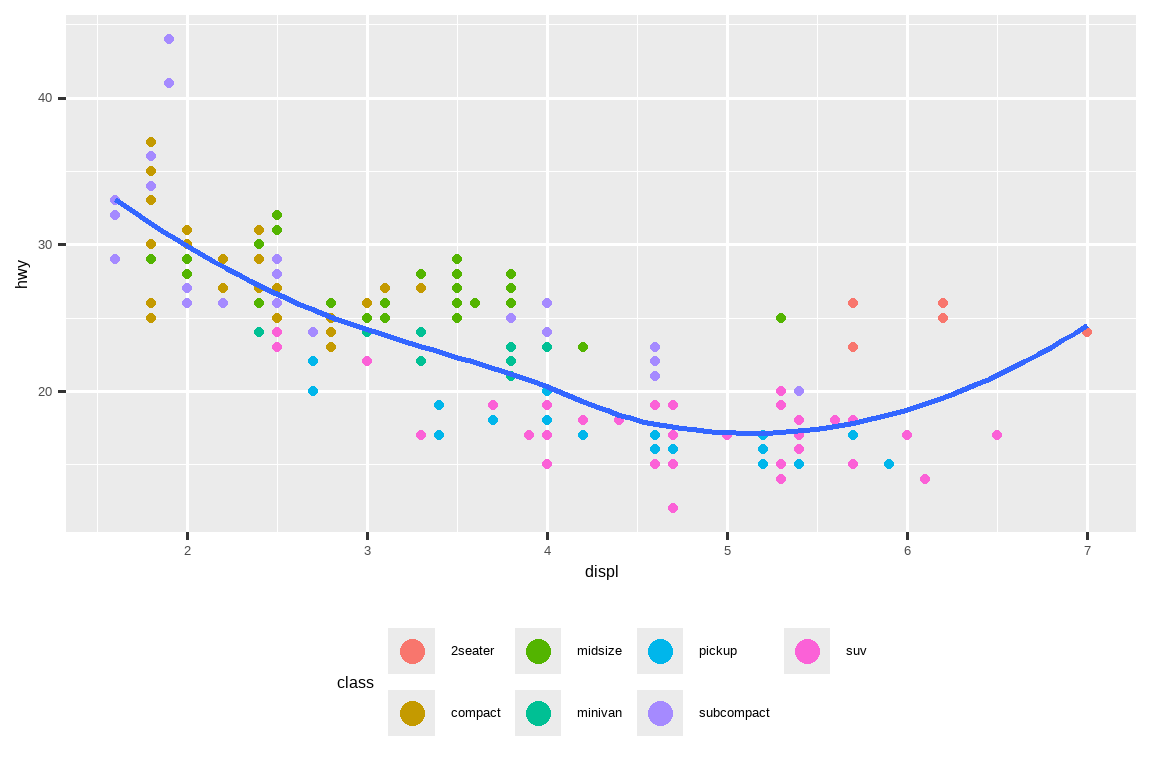 hwy
40
30
20
2 3 4 5 6 7
displ
class
2seater midsize pickup suv
compact minivan subcompact